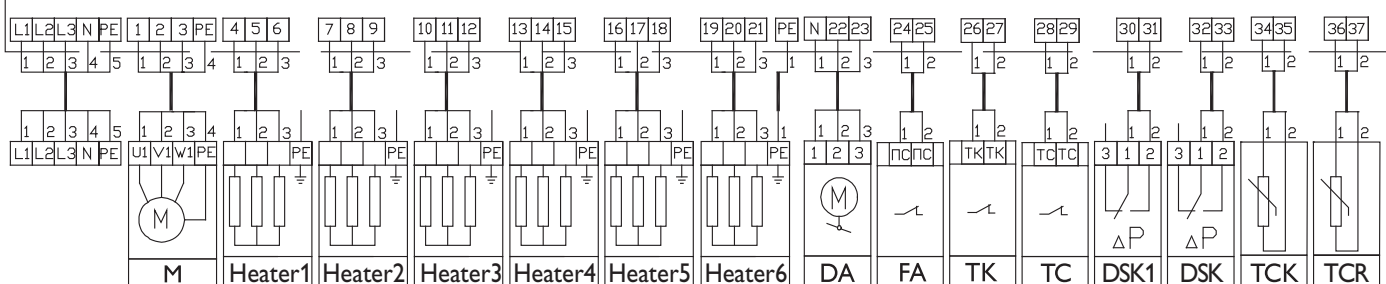 L1 L2 L3 N PE 1 2 3 PE 4 5 6 7 8 9 10 11 12 13 14 15 16 17 18 19 20 21 PE N 22 23 24 25 26 27 28 29 30 31 32 33 34 35 36 37
1 2 3 4 5 1 2 3 4 1 2 3 1 2 3 1 2 3 1 2 3 1 2 3 1 2 3 1 1 2 3 1 2 1 2 1 2 1 2 1 2 1 2 1 2
1 2 3 4 5 1 2 3 4 1 2 3 1 2 3 1 2 3 1 2 3 1 2 3 1 2 3 1 1 2 3 1 2 1 2 1 2 1 2 1 2 1 2 1 2
L1 L2 L3 N PE U1 V1 W1 PE PE PE PE PE PE PE 1 2 3 ПС ПС ТК ТК ТС ТС 3 1 2 3 1 2
M M
ΔP ΔP
M Heater1 Heater2 Heater3 Heater4 Heater5 Heater6 DA FA TK TC DSK1 DSK TCK TCR